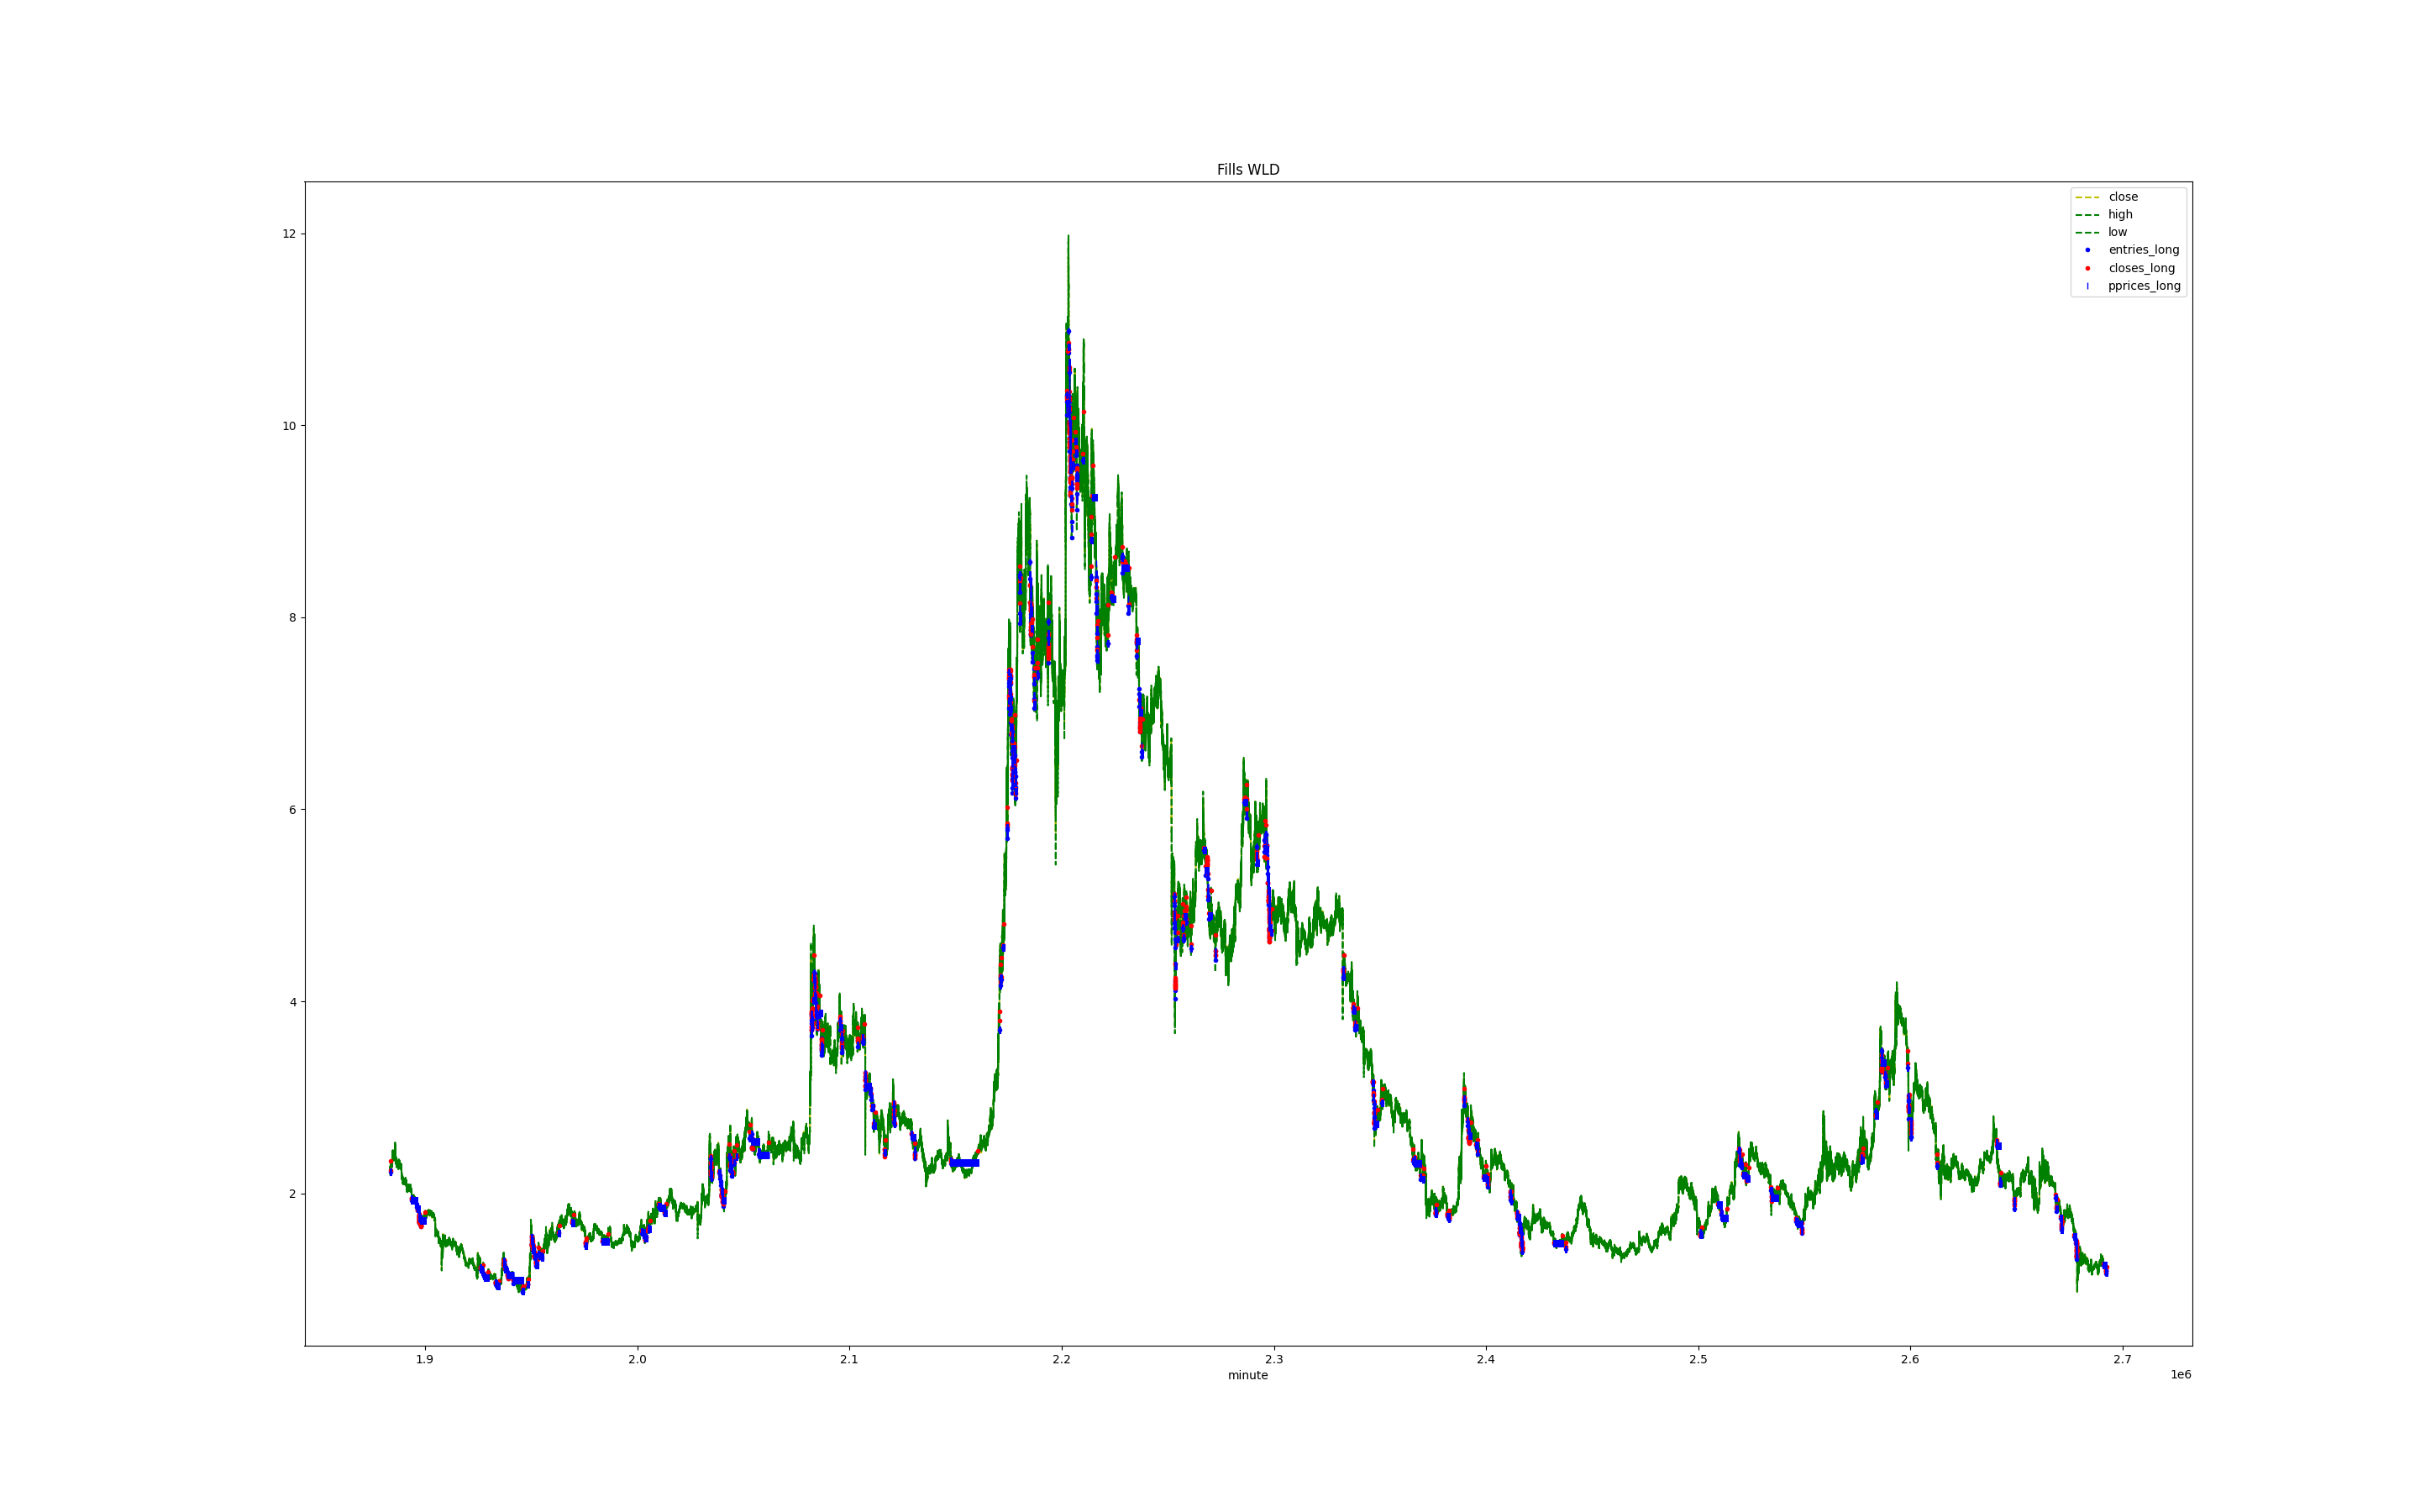 Fills WLD
close
high
low
entries_long
closes_long
pprices_long
12
10
8
6
4
2
1.9 2.0 2.1 2.2 2.3 2.4 2.5 2.6 2.7
minute
1e6